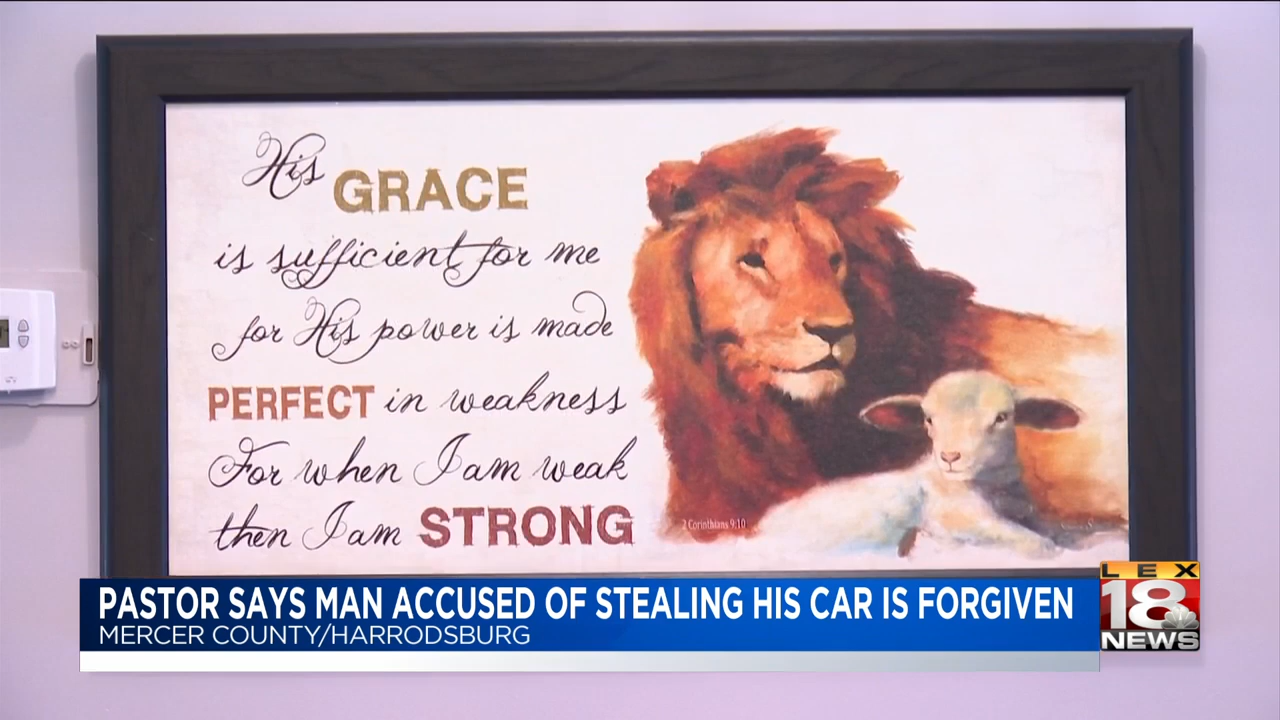 His GRACE
is sufficient for me
for His power is made
PERFECT in weakness
For when I am weak
then I am STRONG
2 Corinthians 9:10
PASTOR SAYS MAN ACCUSED OF STEALING HIS CAR IS FORGIVEN
MERCER COUNTY/HARRODSBURG
LEX
18
NEWS